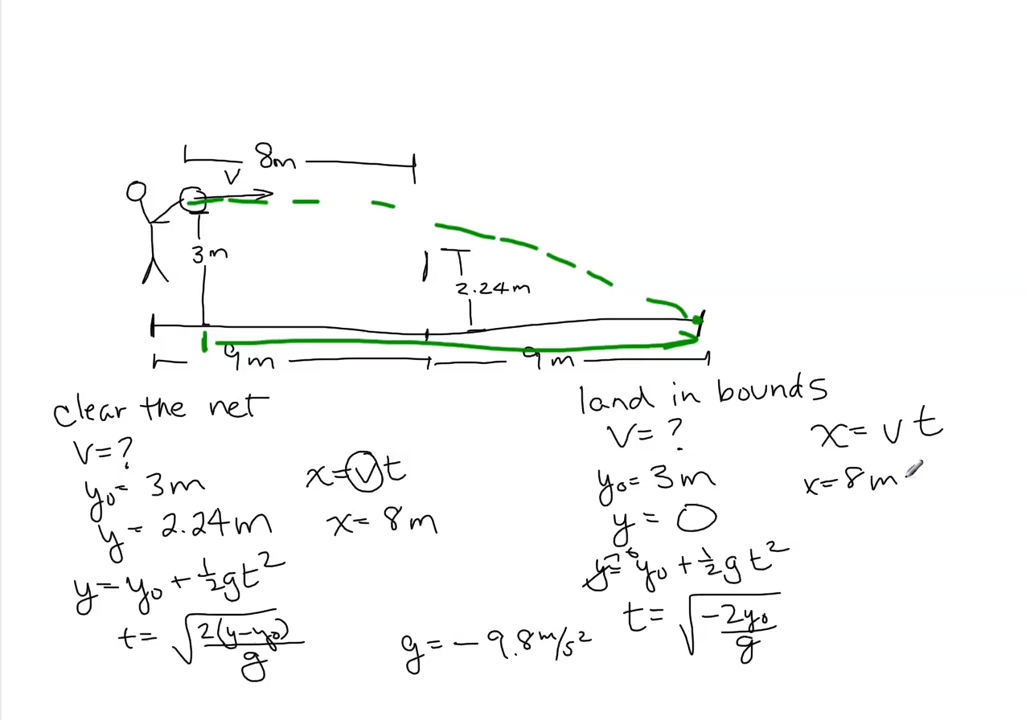 8m
v
3m
2.24m
9m
9m
clear the net
v=?
y₀= 3m
y= 2.24m
y=y₀+½gt²
t= √(2(y-y₀)/g)
x=vt
x= 8m
g=-9.8m/s²
land in bounds
v= ?
y₀=3m
y= 0
y=⁰y₀+½gt²
t= √(-2y₀/g)
x= vt
x=8m